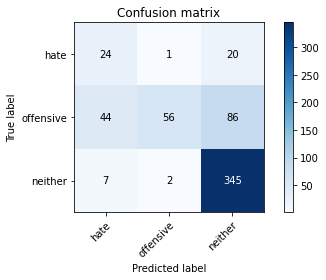 Confusion matrix
hate 24 1 20
offensive 44 56 86
neither 7 2 345
hate offensive neither
Predicted label
True label
300
250
200
150
100
50